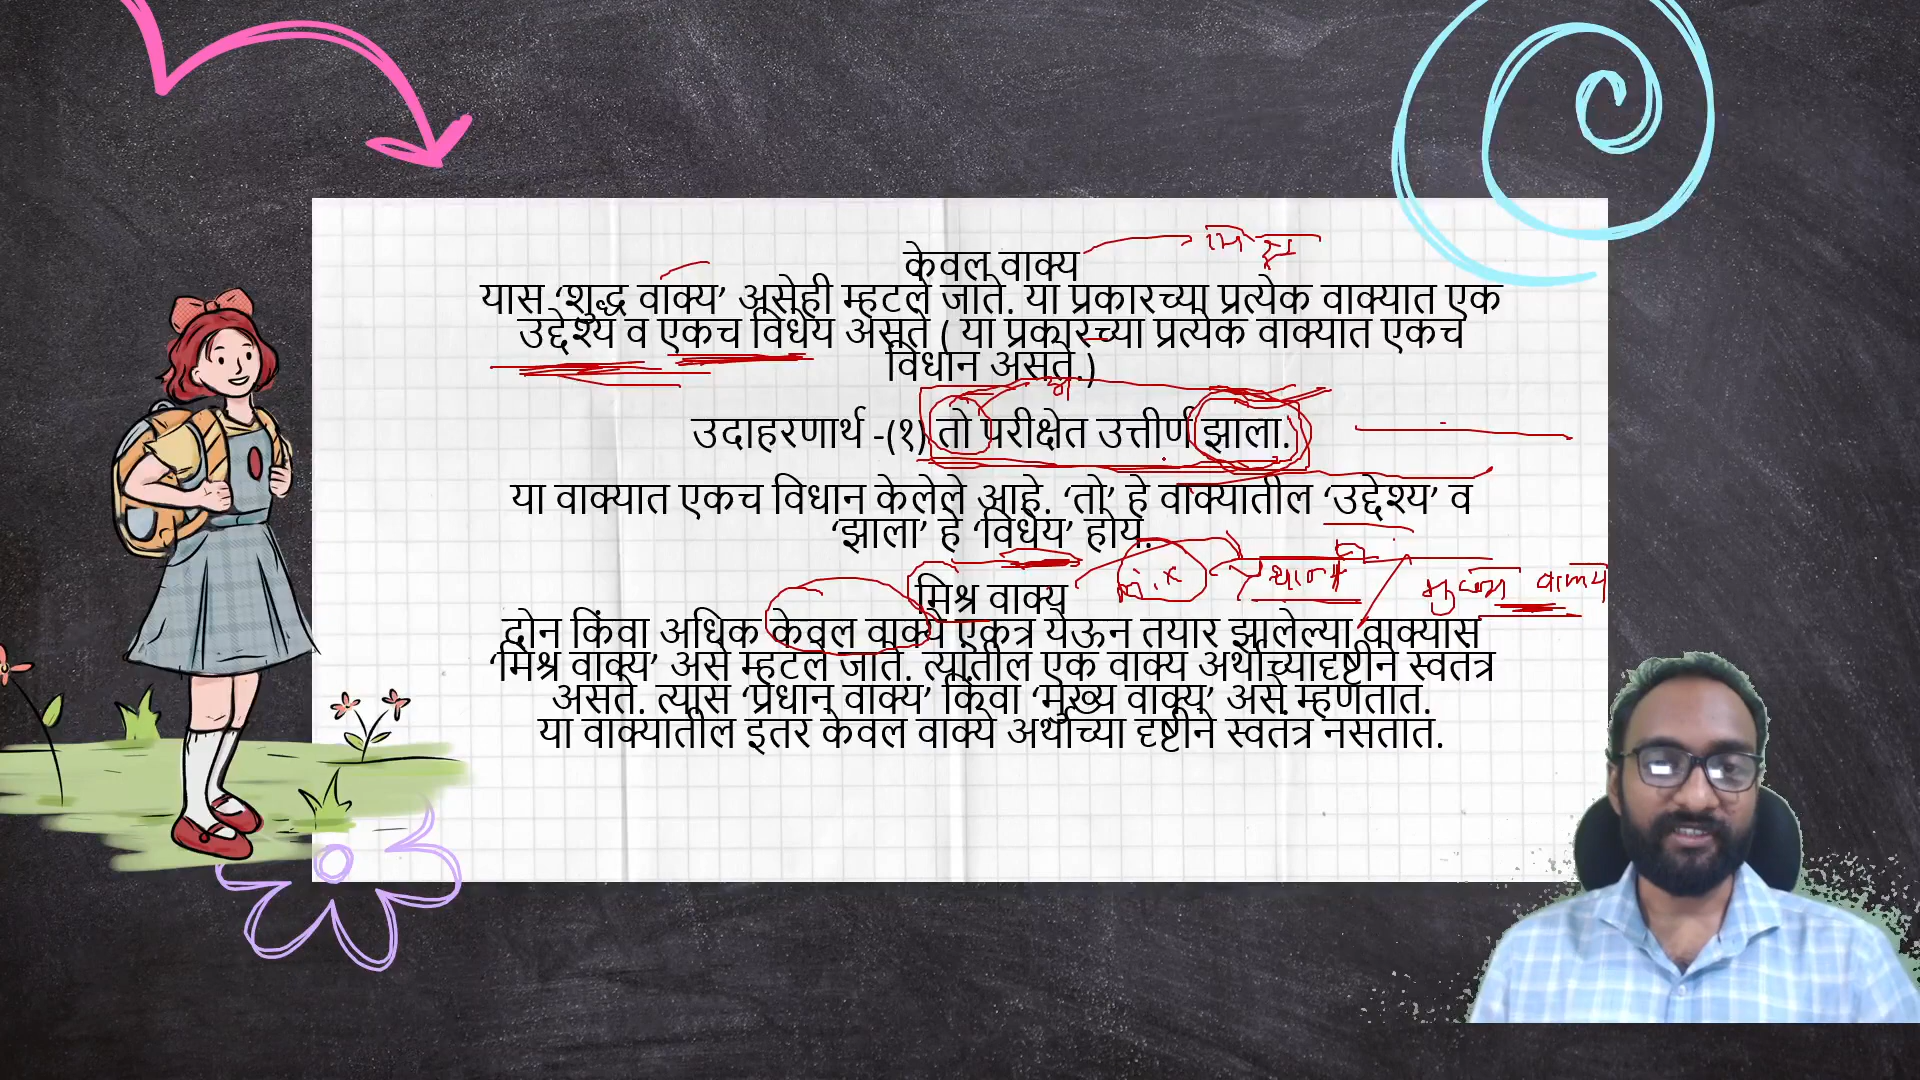 केवल वाक्य
यास ‘शुद्ध वाक्य’ असेही म्हटले जाते. या प्रकारच्या प्रत्येक वाक्यात एक
उद्देश्य व एकच विधेय असते ( या प्रकारच्या प्रत्येक वाक्यात एकच
विधान असते.)
उदाहरणार्थ -(१) तो परीक्षेत उत्तीर्ण झाला.
या वाक्यात एकच विधान केलेले आहे. ‘तो’ हे वाक्यातील ‘उद्देश्य’ व
‘झाला’ हे ‘विधेय’ होय.
मिश्र वाक्य
दोन किंवा अधिक केवल वाक्ये एकत्र येऊन तयार झालेल्या वाक्यास
‘मिश्र वाक्य’ असे म्हटले जाते. त्यातील एक वाक्य अर्थाच्यादृष्टीने स्वतंत्र
असते. त्यास ‘प्रधान वाक्य’ किंवा ‘मुख्य वाक्य’ असे म्हणतात.
या वाक्यातील इतर केवल वाक्ये अर्थाच्या दृष्टीने स्वतंत्र नसतात.